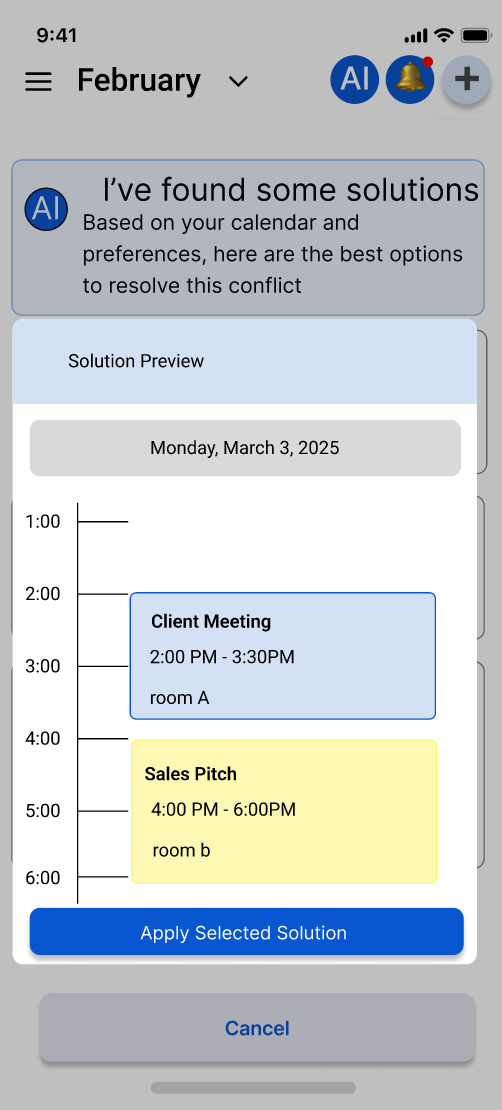 9:41
February
AI
I've found some solutions
AI
Based on your calendar and
preferences, here are the best options
to resolve this conflict
Solution Preview
Monday, March 3, 2025
1:00
2:00
Client Meeting
2:00 PM - 3:30PM
3:00
room A
4:00
Sales Pitch
4:00 PM - 6:00PM
5:00
room b
6:00
Apply Selected Solution
Cancel